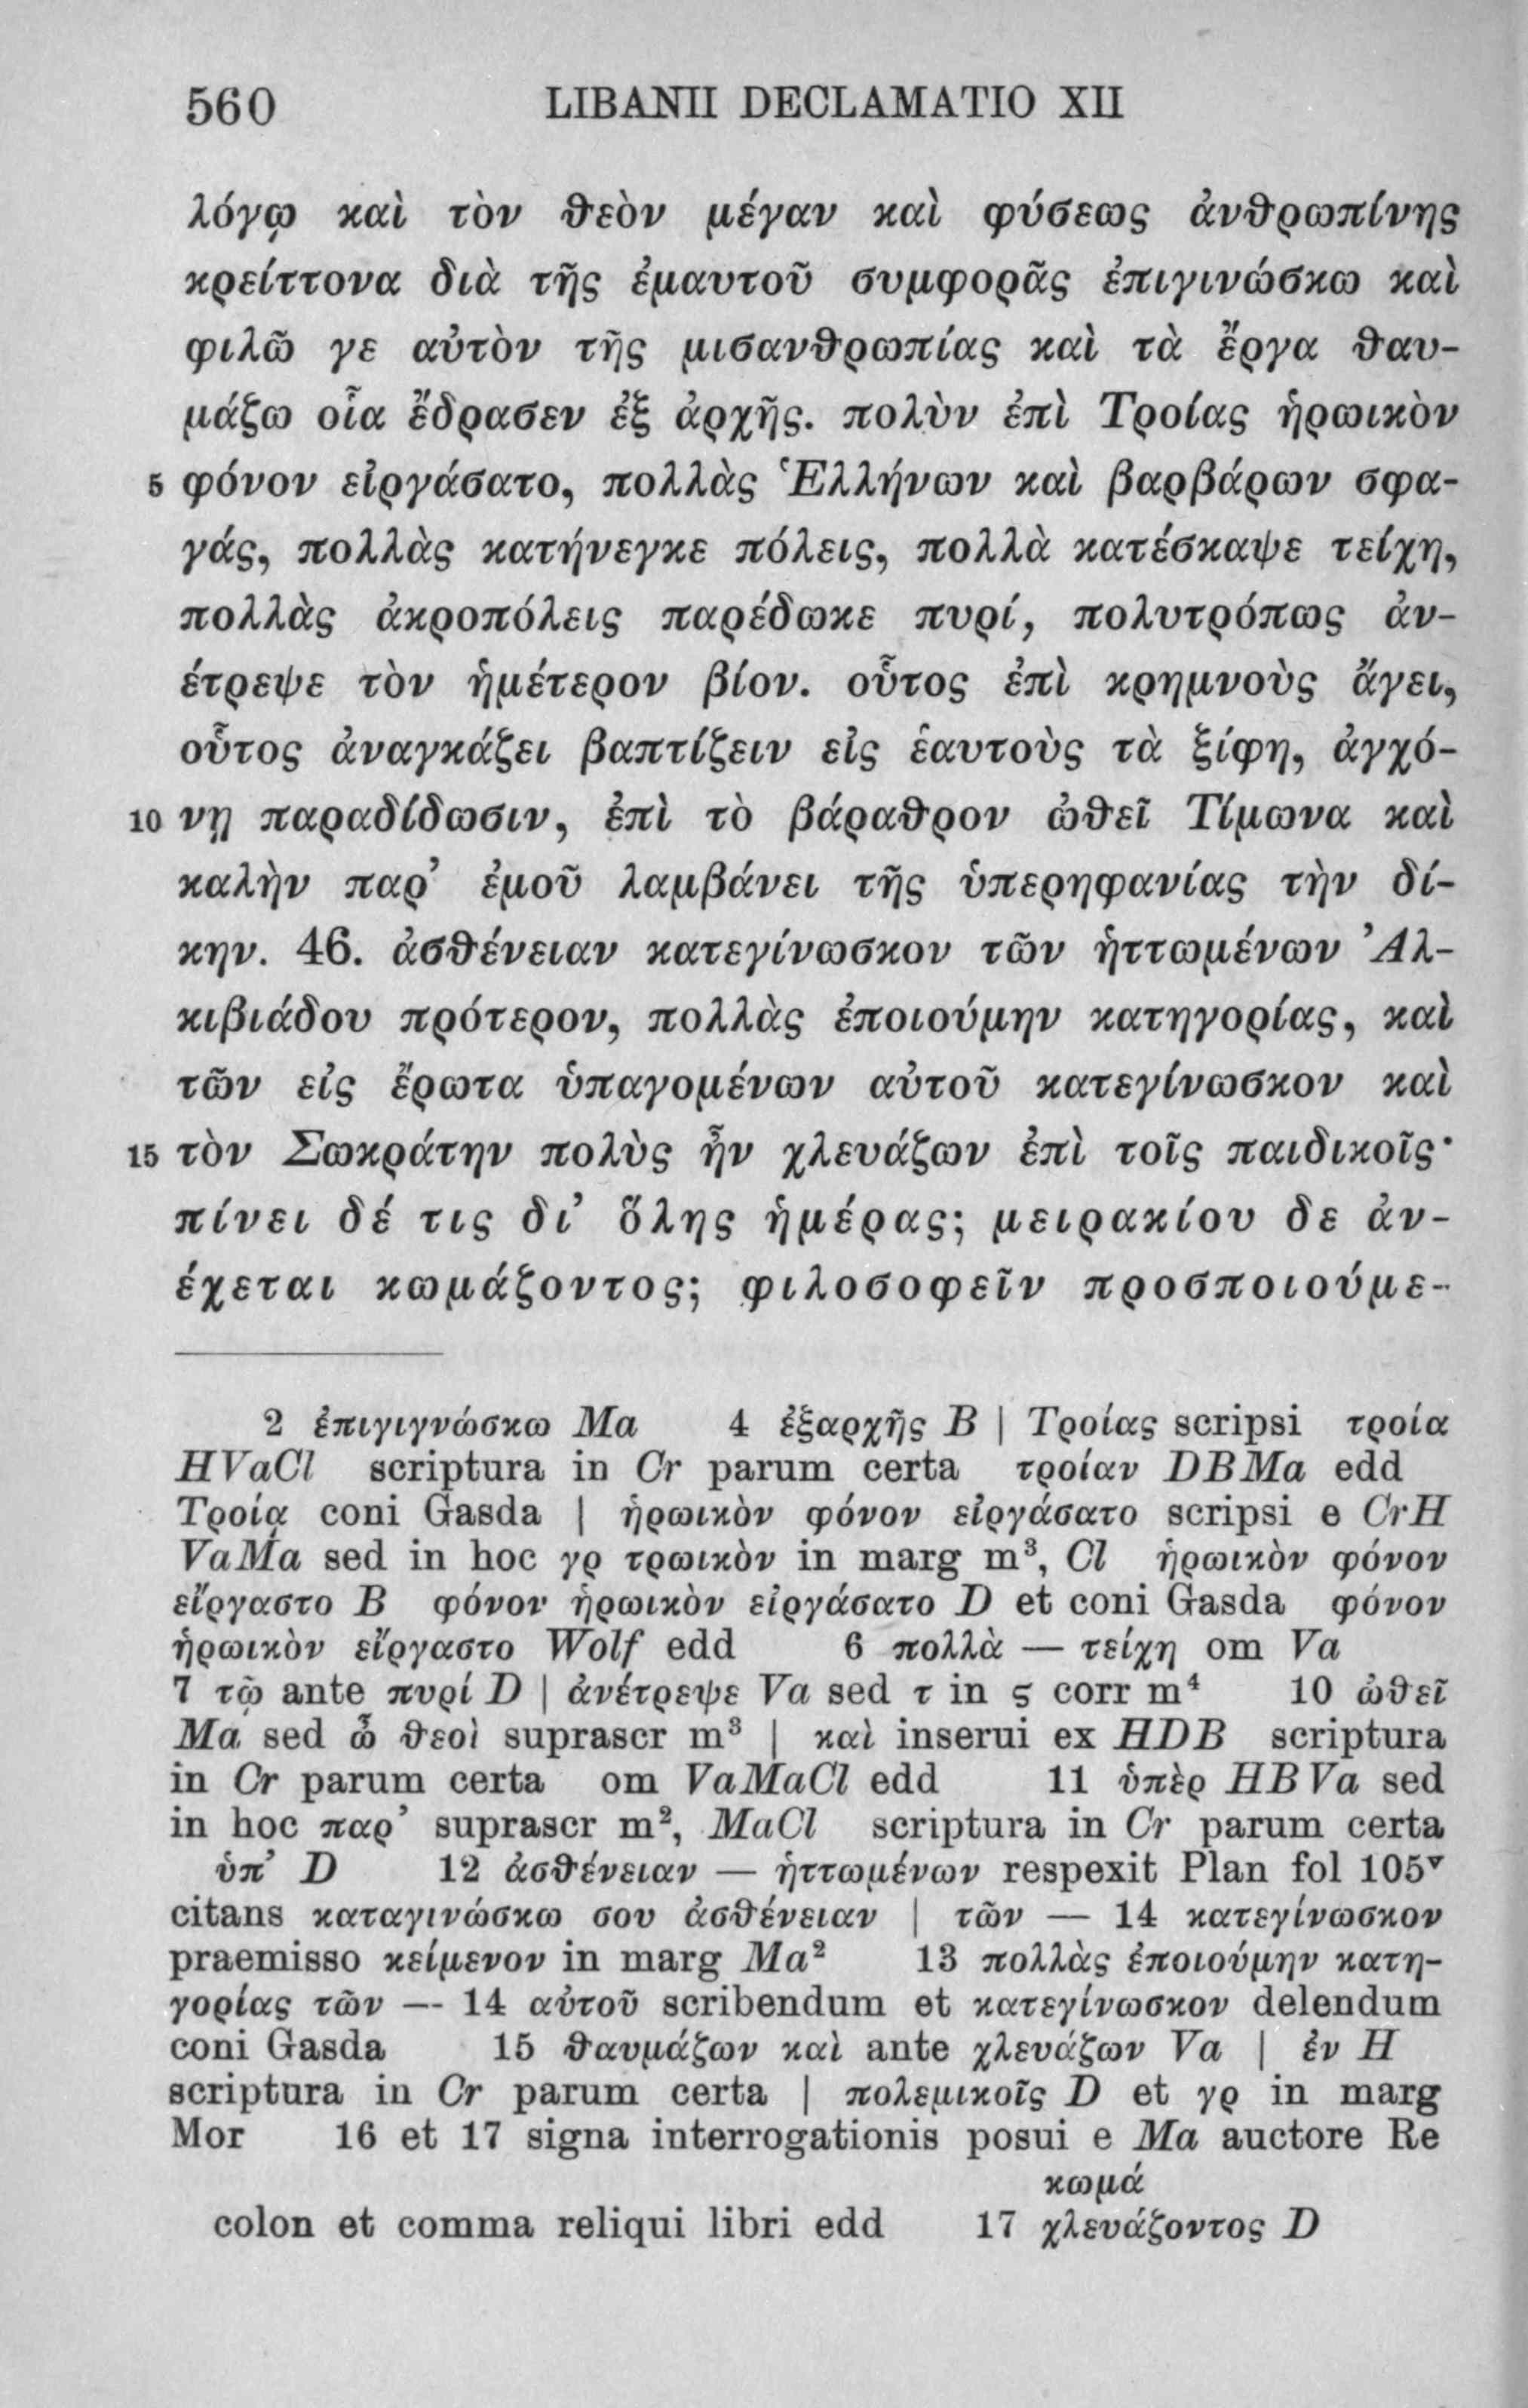 560 LIBANII DECLAMATIO XII
λόγῳ καὶ τὸν θεὸν μέγαν καὶ φύσεως ἀνθρωπίνης
κρείττονα διὰ τῆς ἐμαυτοῦ συμφορᾶς ἐπιγινώσκω καὶ
φιλῶ γε αὐτὸν τῆς μισανθρωπίας καὶ τὰ ἔργα θαυ-
μάζω οἷα ἔδρασεν ἐξ ἀρχῆς. πολὺν ἐπὶ Τροίας ἡρωικὸν
5 φόνον εἰργάσατο, πολλὰς Ἑλλήνων καὶ βαρβάρων σφα-
γάς, πολλὰς κατήνεγκε πόλεις, πολλὰ κατέσκαψε τείχη,
πολλὰς ἀκροπόλεις παρέδωκε πυρί, πολυτρόπως ἀν-
έτρεψε τὸν ἡμέτερον βίον. οὗτος ἐπὶ κρημνοὺς ἄγει,
οὗτος ἀναγκάζει βαπτίζειν εἰς ἑαυτοὺς τὰ ξίφη, ἀγχό-
10 νῃ παραδίδωσιν, ἐπὶ τὸ βάραθρον ὠθεῖ Τίμωνα καὶ
καλὴν παρ’ ἐμοῦ λαμβάνει τῆς ὑπερηφανίας τὴν δί-
κην. 46. ἀσθένειαν κατεγίνωσκον τῶν ἡττωμένων Ἀλ-
κιβιάδου πρότερον, πολλὰς ἐποιούμην κατηγορίας, καὶ
τῶν εἰς ἔρωτα ὑπαγομένων αὐτοῦ κατεγίνωσκον καὶ
15 τὸν Σωκράτην πολὺς ἦν χλευάζων ἐπὶ τοῖς παιδικοῖς·
πίνει δέ τις δι’ ὅλης ἡμέρας; μειρακίου δε ἀν-
έχεται κωμάζοντος; φιλοσοφεῖν προσποιούμε-
2 ἐπιγιγνώσκω Ma 4 ἐξαρχῆς B | Τροίας scripsi τροία
HVaCl scriptura in Cr parum certa τροίαν DBMa edd
Τροίᾳ coni Gasda | ἡρωικὸν φόνον εἰργάσατο scripsi e CrH
VaMa sed in hoc γρ τρωικὸν in marg m³, Cl ἡρωικὸν φόνον
εἴργαστο B φόνον ἡρωικὸν εἰργάσατο D et coni Gasda φόνον
ἡρωικὸν εἴργαστο Wolf edd 6 πολλὰ — τείχη om Va
7 τῷ ante πυρί D | ἀνέτρεψε Va sed τ in ς corr m⁴ 10 ὠθεῖ
Ma sed ὦ θεοὶ suprascr m³ | καὶ inserui ex HDB scriptura
in Cr parum certa om VaMaCl edd 11 ὑπὲρ HBVa sed
in hoc παρ’ suprascr m², MaCl scriptura in Cr parum certa
ὑπ’ D 12 ἀσθένειαν — ἡττωμένων respexit Plan fol 105ᵛ
citans καταγινώσκω σου ἀσθένειαν | τῶν — 14 κατεγίνωσκον
praemisso κείμενον in marg Ma² 13 πολλὰς ἐποιούμην κατη-
γορίας τῶν — 14 αὐτοῦ scribendum et κατεγίνωσκον delendum
coni Gasda 15 θαυμάζων καὶ ante χλευάζων Va | ἐν H
scriptura in Cr parum certa | πολεμικοῖς D et γρ in marg
Mor 16 et 17 signa interrogationis posui e Ma auctore Re
κωμά
colon et comma reliqui libri edd 17 χλευάζοντος D